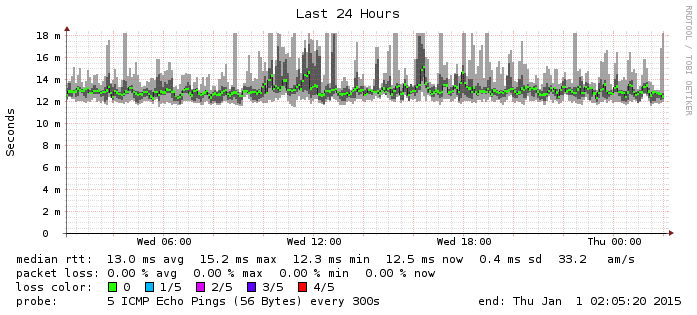 Last 24 Hours
RRDTOOL / TOBI OETIKER
Seconds
18 m
16 m
14 m
12 m
10 m
8 m
6 m
4 m
2 m
0
Wed 06:00 Wed 12:00 Wed 18:00 Thu 00:00
median rtt: 13.0 ms avg 15.2 ms max 12.3 ms min 12.5 ms now 0.4 ms sd 33.2 am/s
packet loss: 0.00 % avg 0.00 % max 0.00 % min 0.00 % now
loss color: 0 1/5 2/5 3/5 4/5
probe: 5 ICMP Echo Pings (56 Bytes) every 300s end: Thu Jan 1 02:05:20 2015